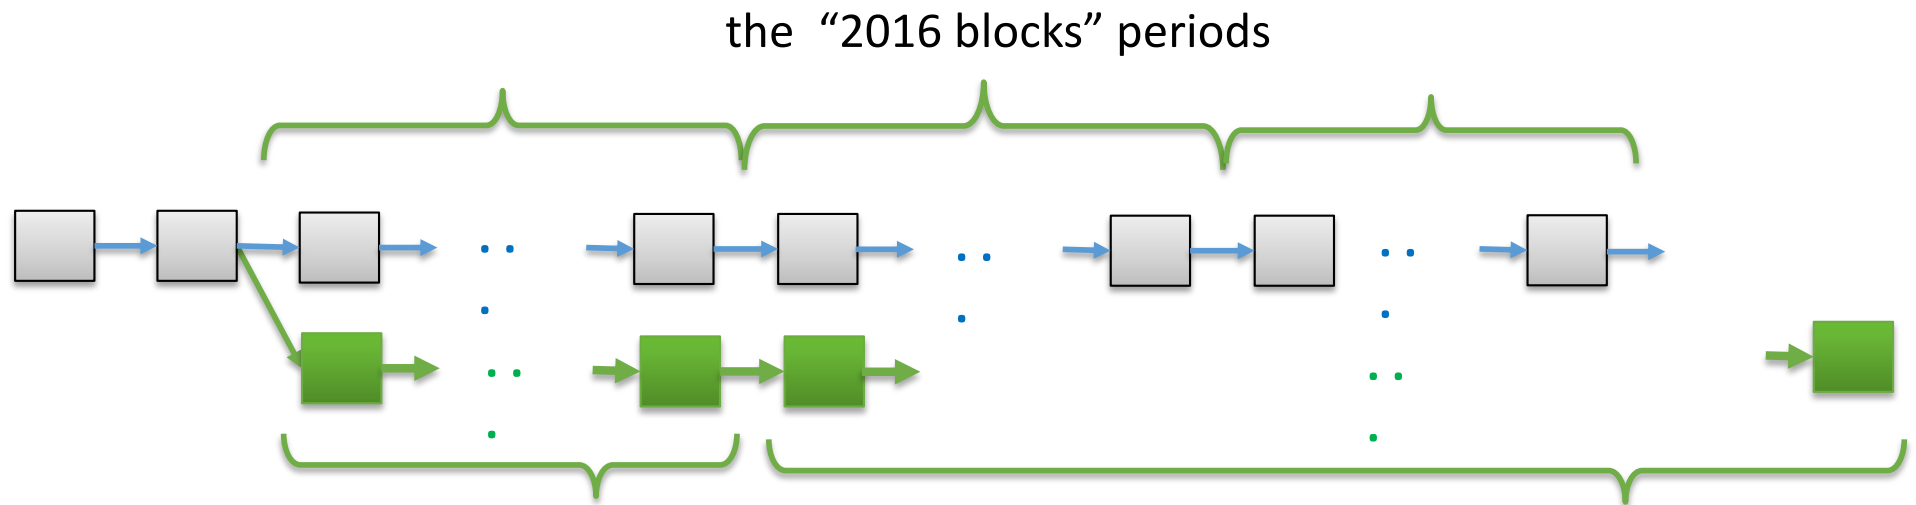 the “2016 blocks” periods